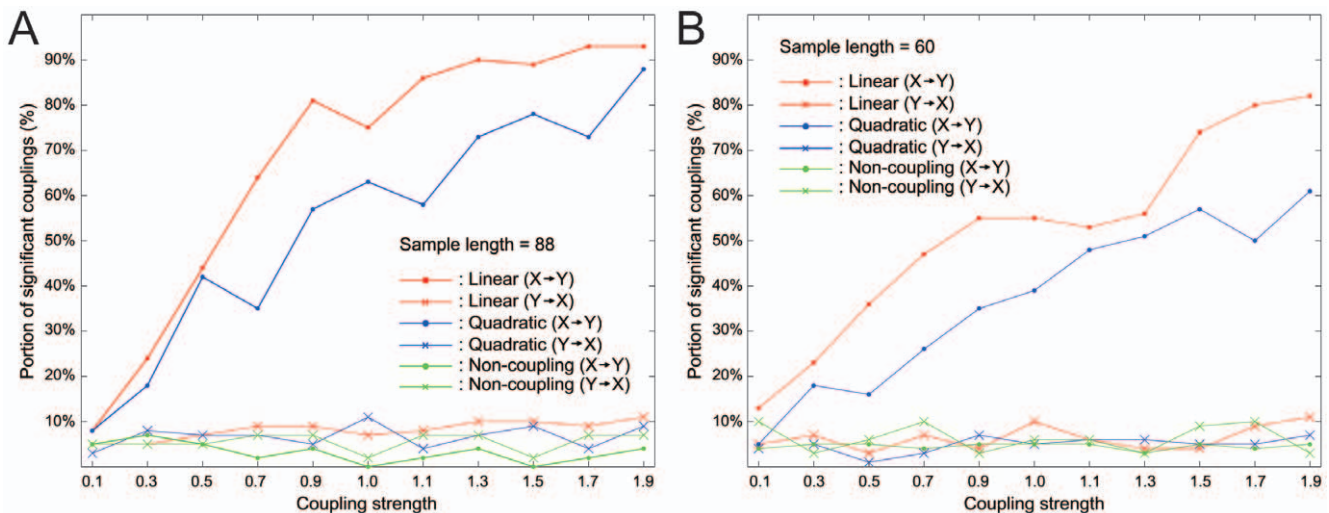 A
Portion of significant couplings (%)
90%
80%
70%
60%
50%
40%
30%
20%
10%
Sample length = 88
: Linear (X→Y)
: Linear (Y→X)
: Quadratic (X→Y)
: Quadratic (Y→X)
: Non-coupling (X→Y)
: Non-coupling (Y→X)
0.1 0.3 0.5 0.7 0.9 1.0 1.1 1.3 1.5 1.7 1.9
Coupling strength
B
Portion of significant couplings (%)
90%
80%
70%
60%
50%
40%
30%
20%
10%
Sample length = 60
: Linear (X→Y)
: Linear (Y→X)
: Quadratic (X→Y)
: Quadratic (Y→X)
: Non-coupling (X→Y)
: Non-coupling (Y→X)
0.1 0.3 0.5 0.7 0.9 1.0 1.1 1.3 1.5 1.7 1.9
Coupling strength